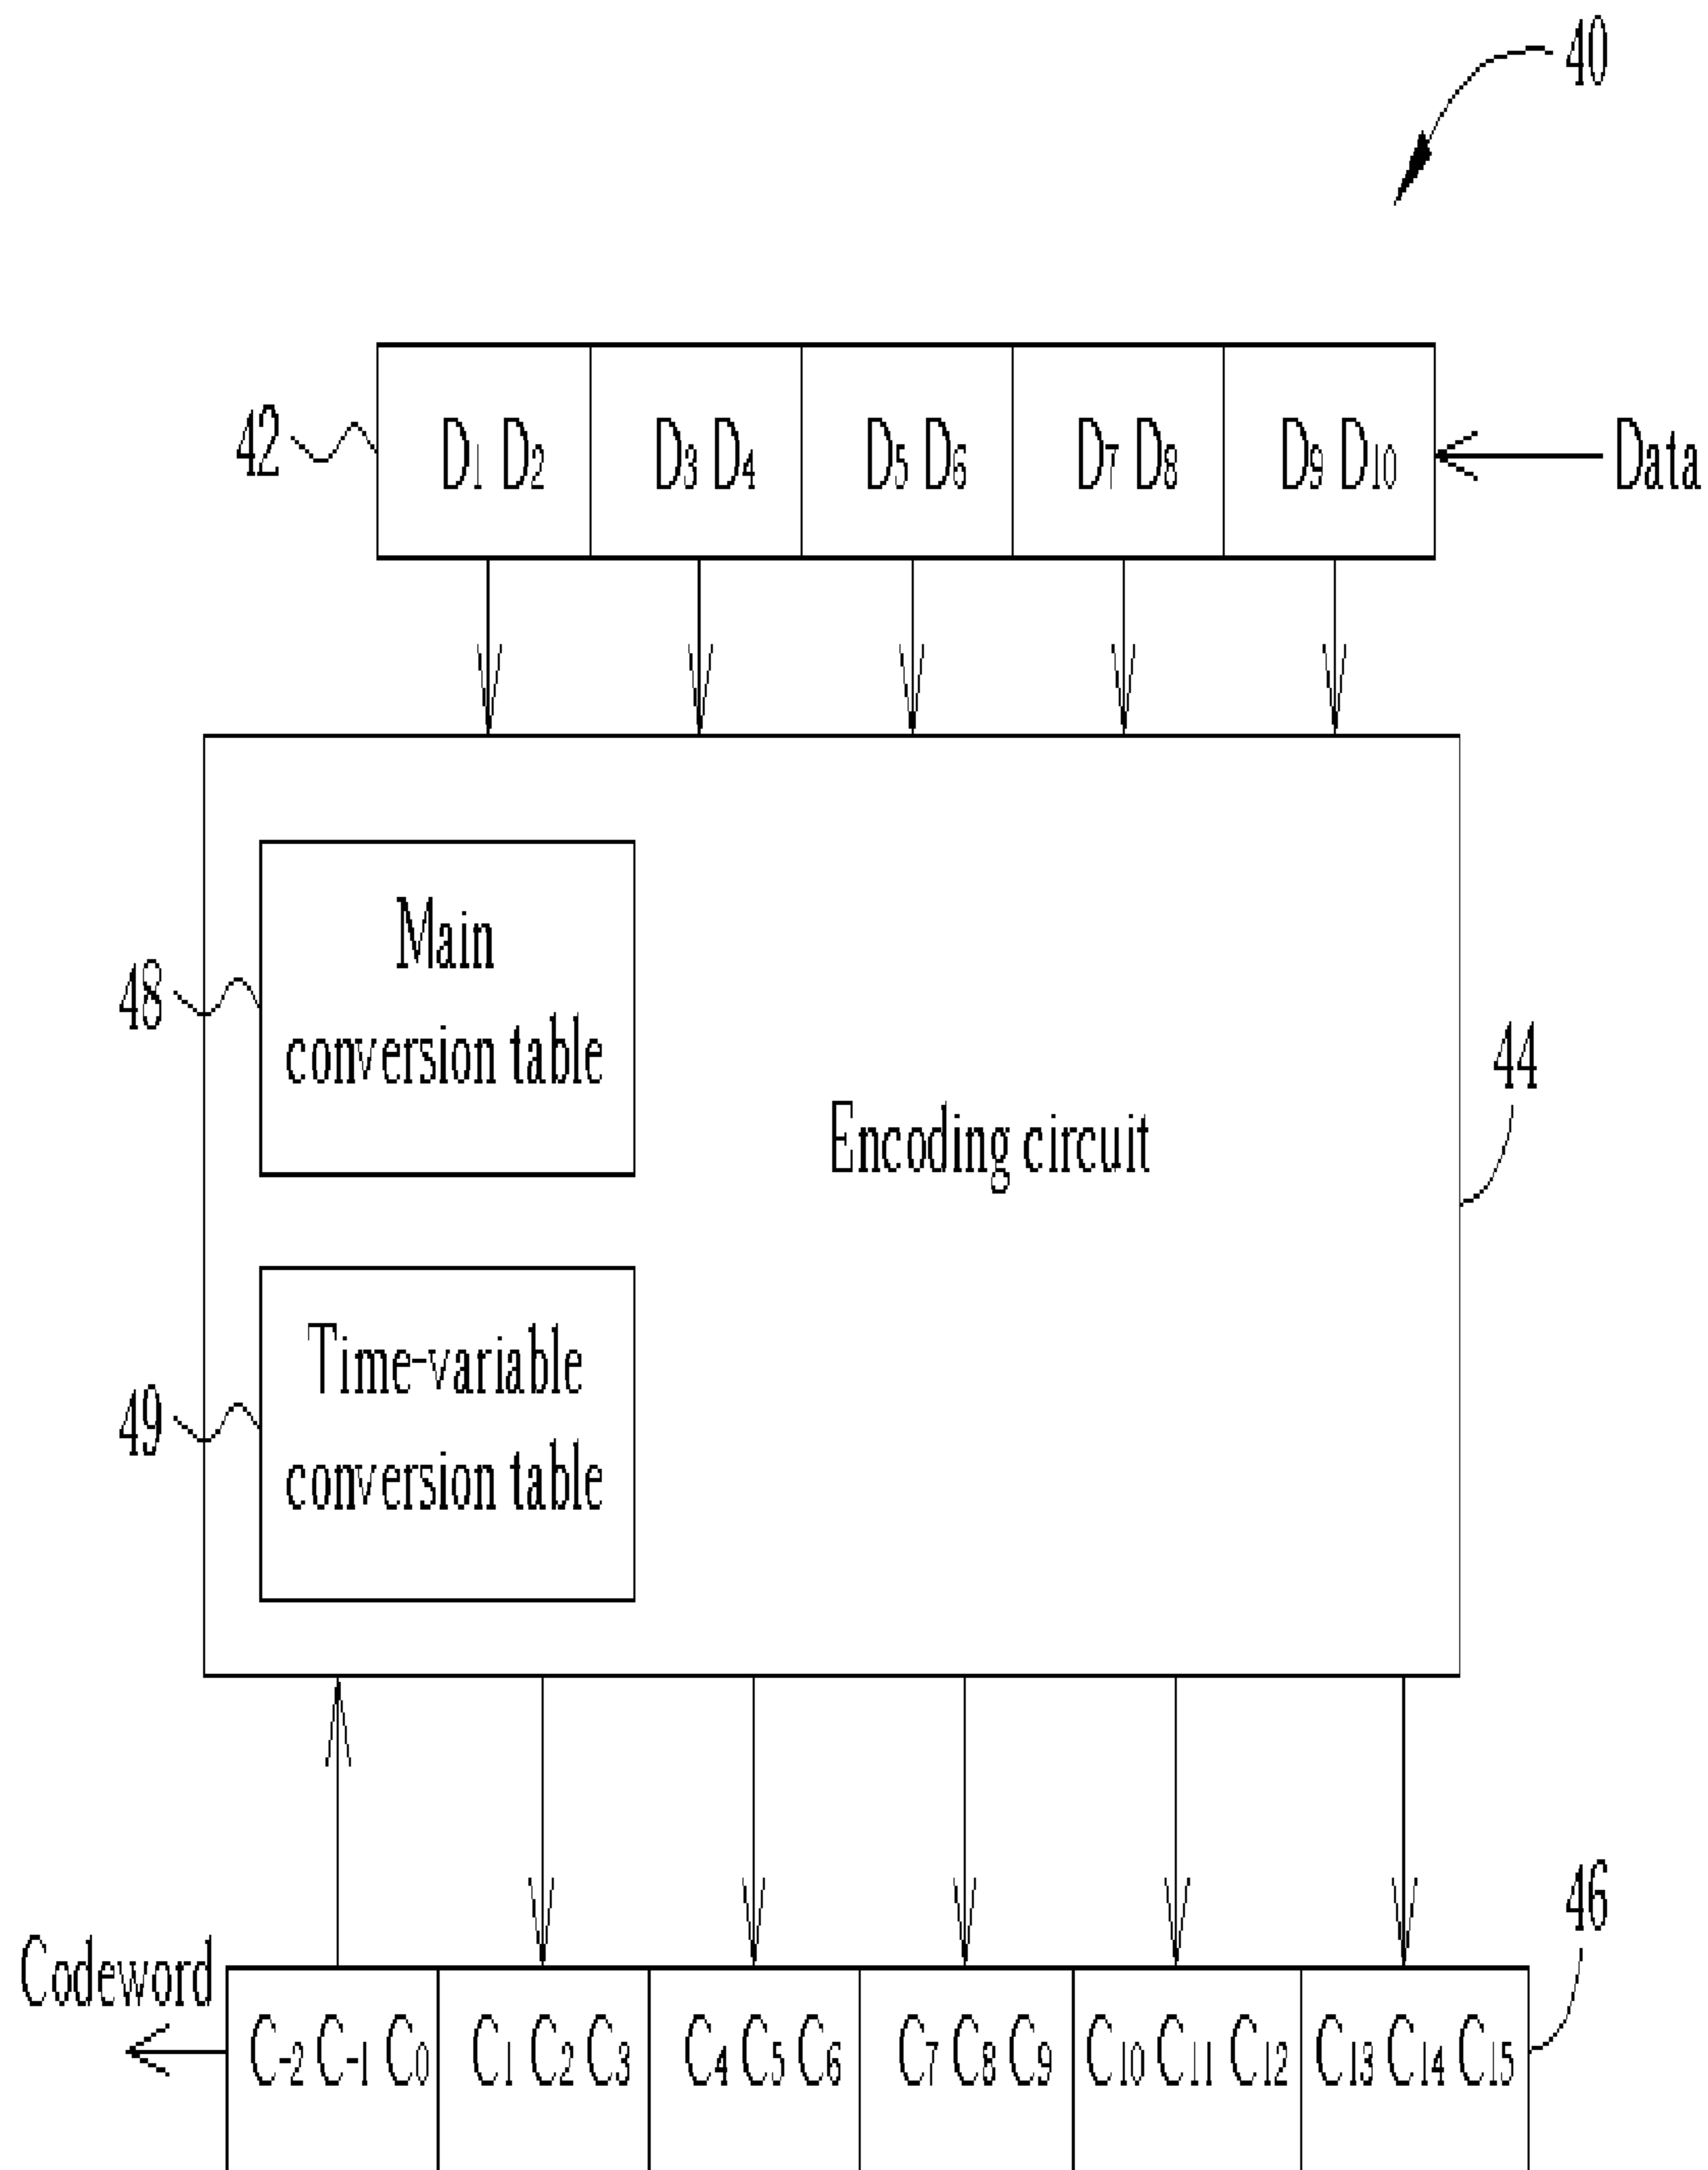 40
42
D₁ D₂ D₃ D₄ D₅ D₆ D₇ D₈ D₉ D₁₀
Data
Main
conversion table
48
Encoding circuit
44
Time-variable
conversion table
49
46
Codeword
C₋₂ C₋₁ C₀ C₁ C₂ C₃ C₄ C₅ C₆ C₇ C₈ C₉ C₁₀ C₁₁ C₁₂ C₁₃ C₁₄ C₁₅